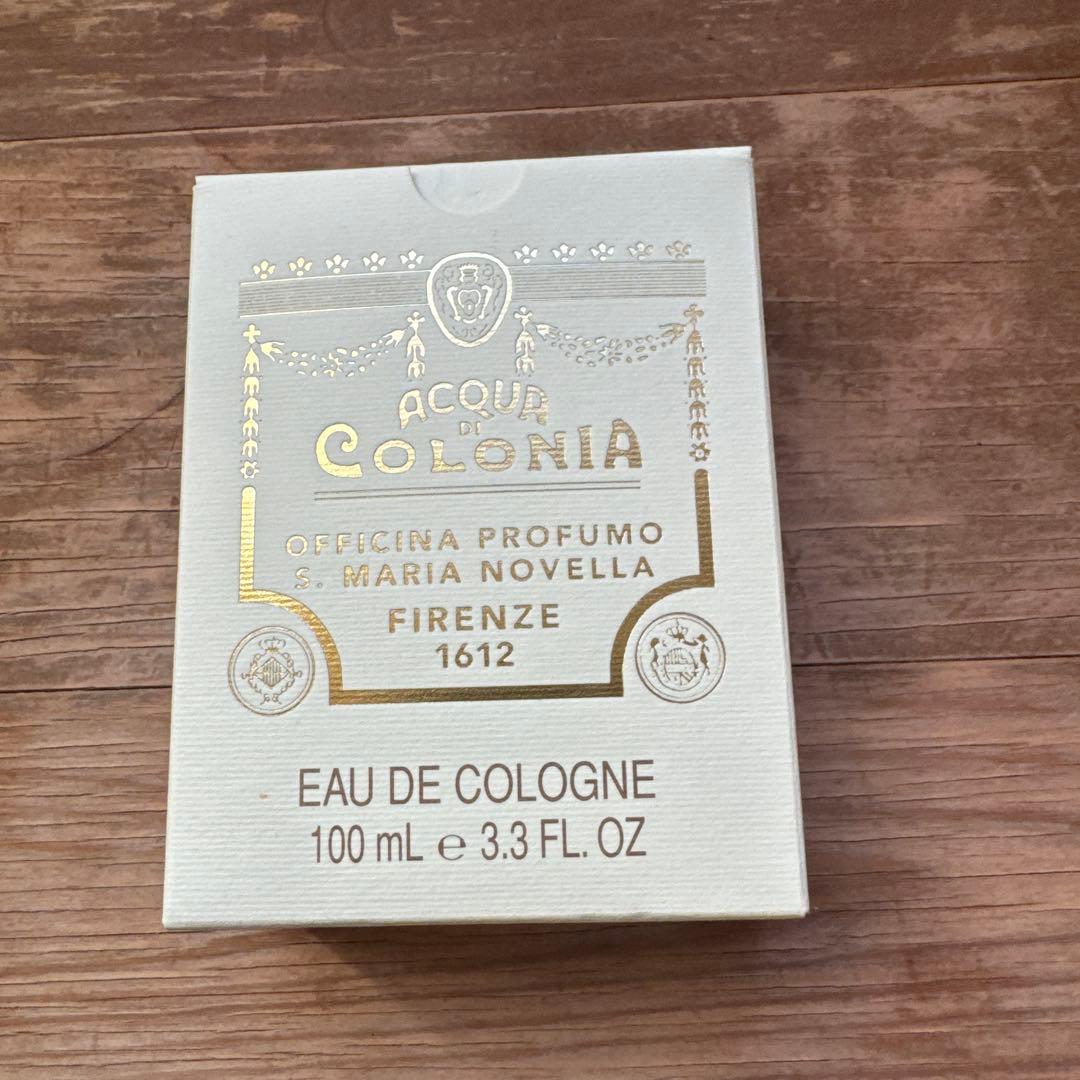 ACQUA
DI
COLONIA
OFFICINA PROFUMO
S. MARIA NOVELLA
FIRENZE
1612
EAU DE COLOGNE
100 mL ℮ 3.3 FL. OZ